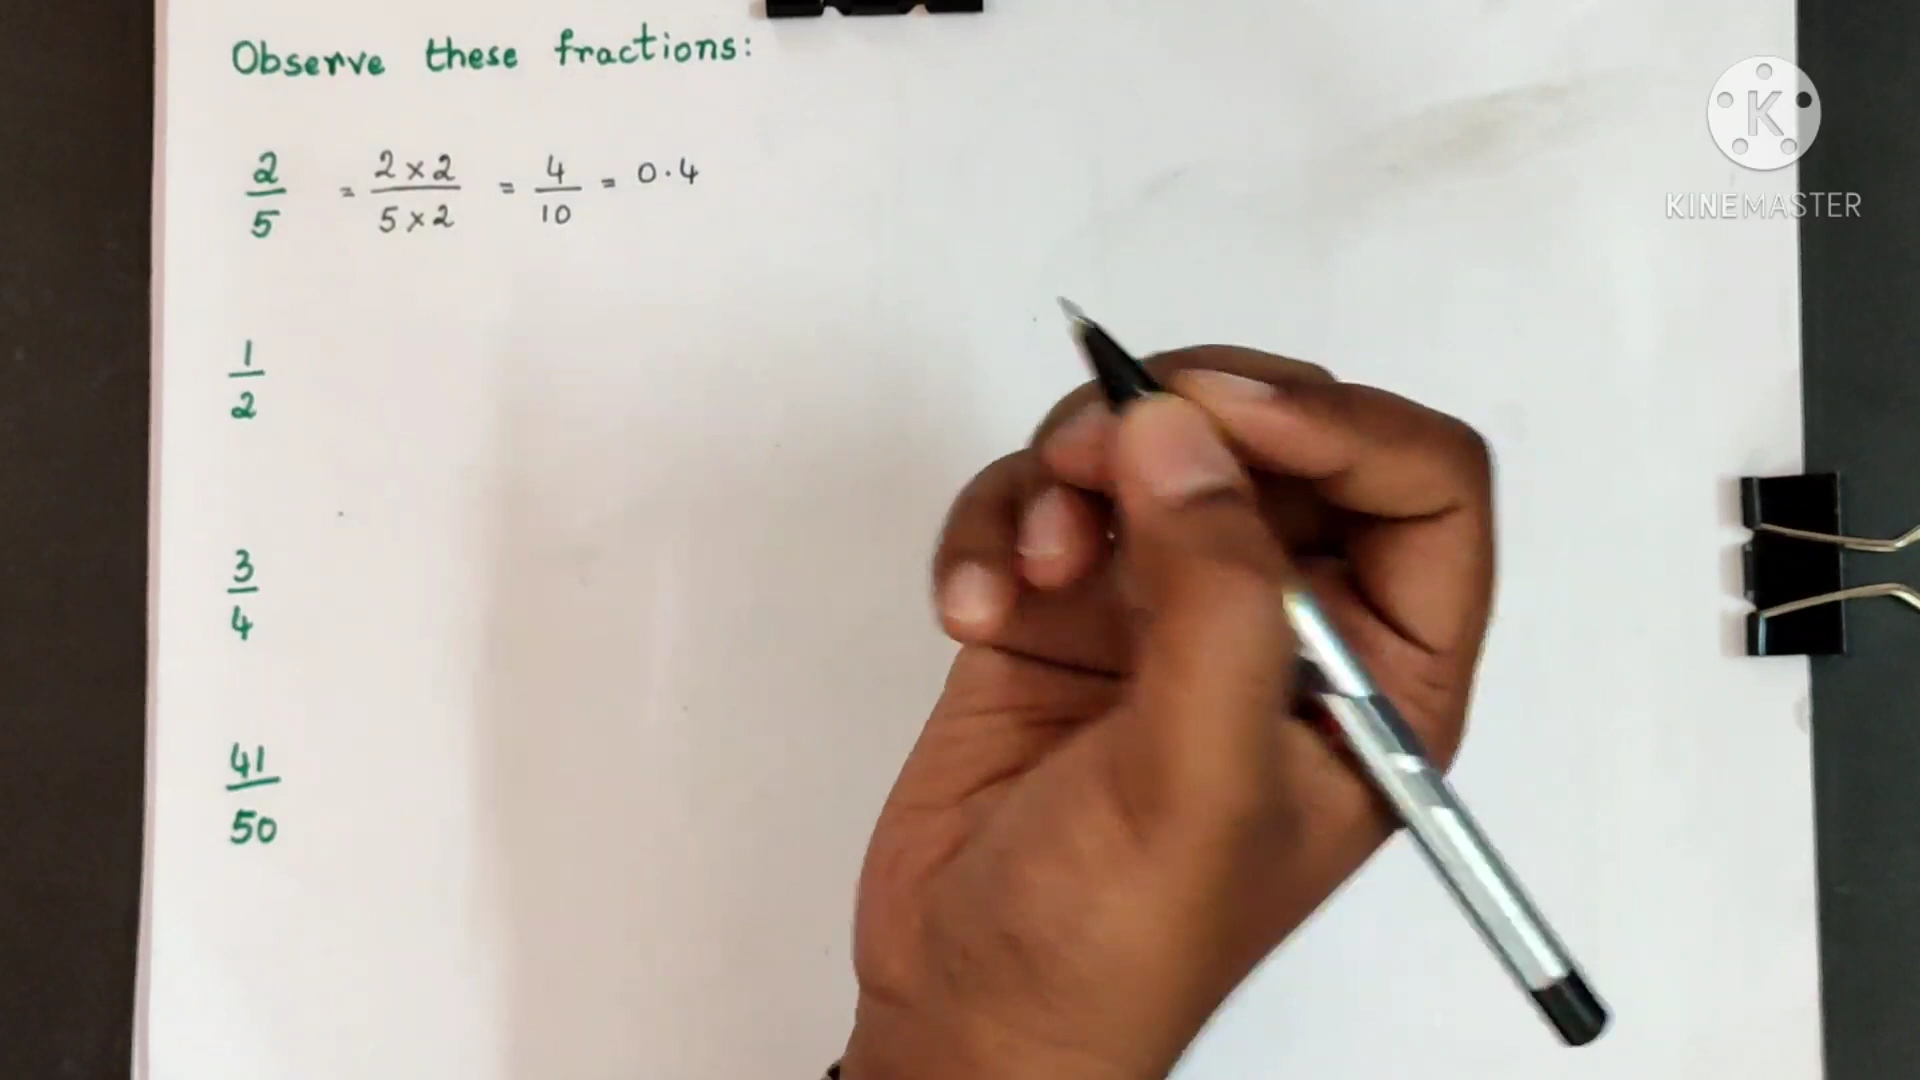 Observe these fractions:
2/5 = 2×2/5×2 = 4/10 = 0.4
1/2
3/4
41/50
K
KINEMASTER